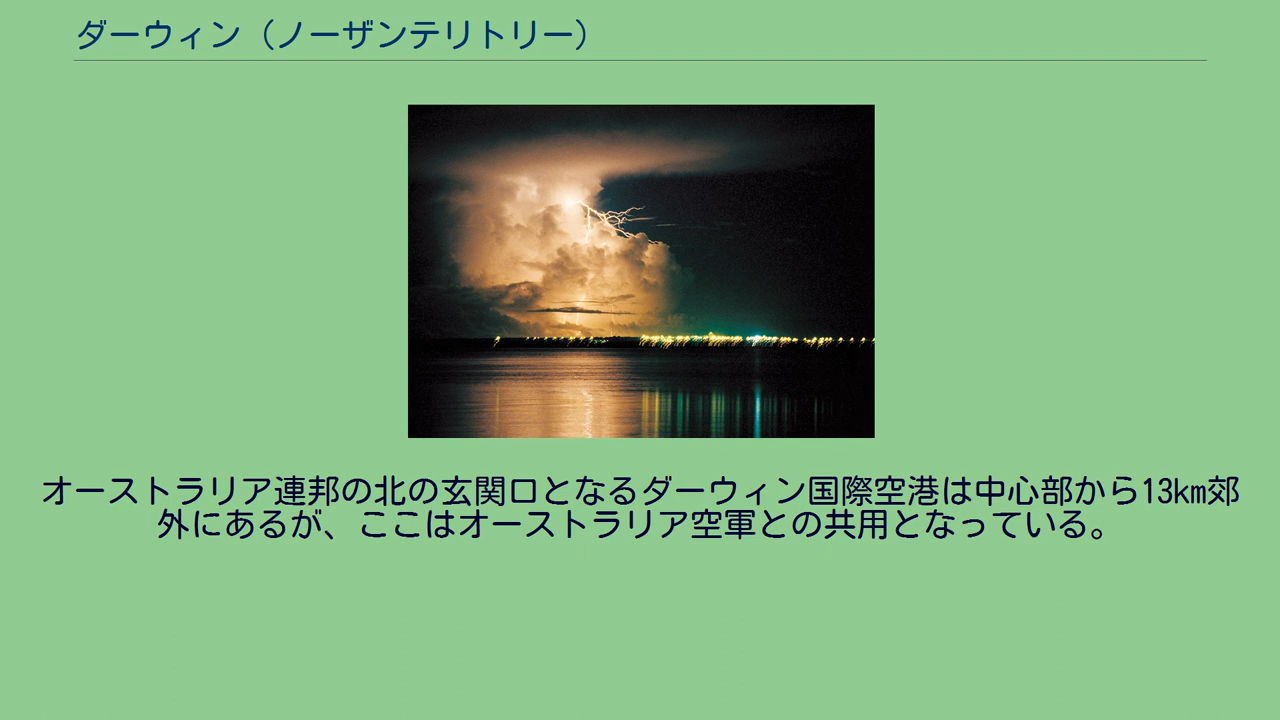 ダーウィン（ノーザンテリトリー）
オーストラリア連邦の北の玄関口となるダーウィン国際空港は中心部から13km郊
外にあるが、ここはオーストラリア空軍との共用となっている。